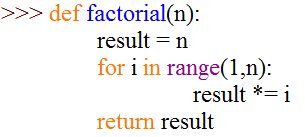 >>> def factorial(n):
result = n
for i in range(1,n):
result *= i
return result